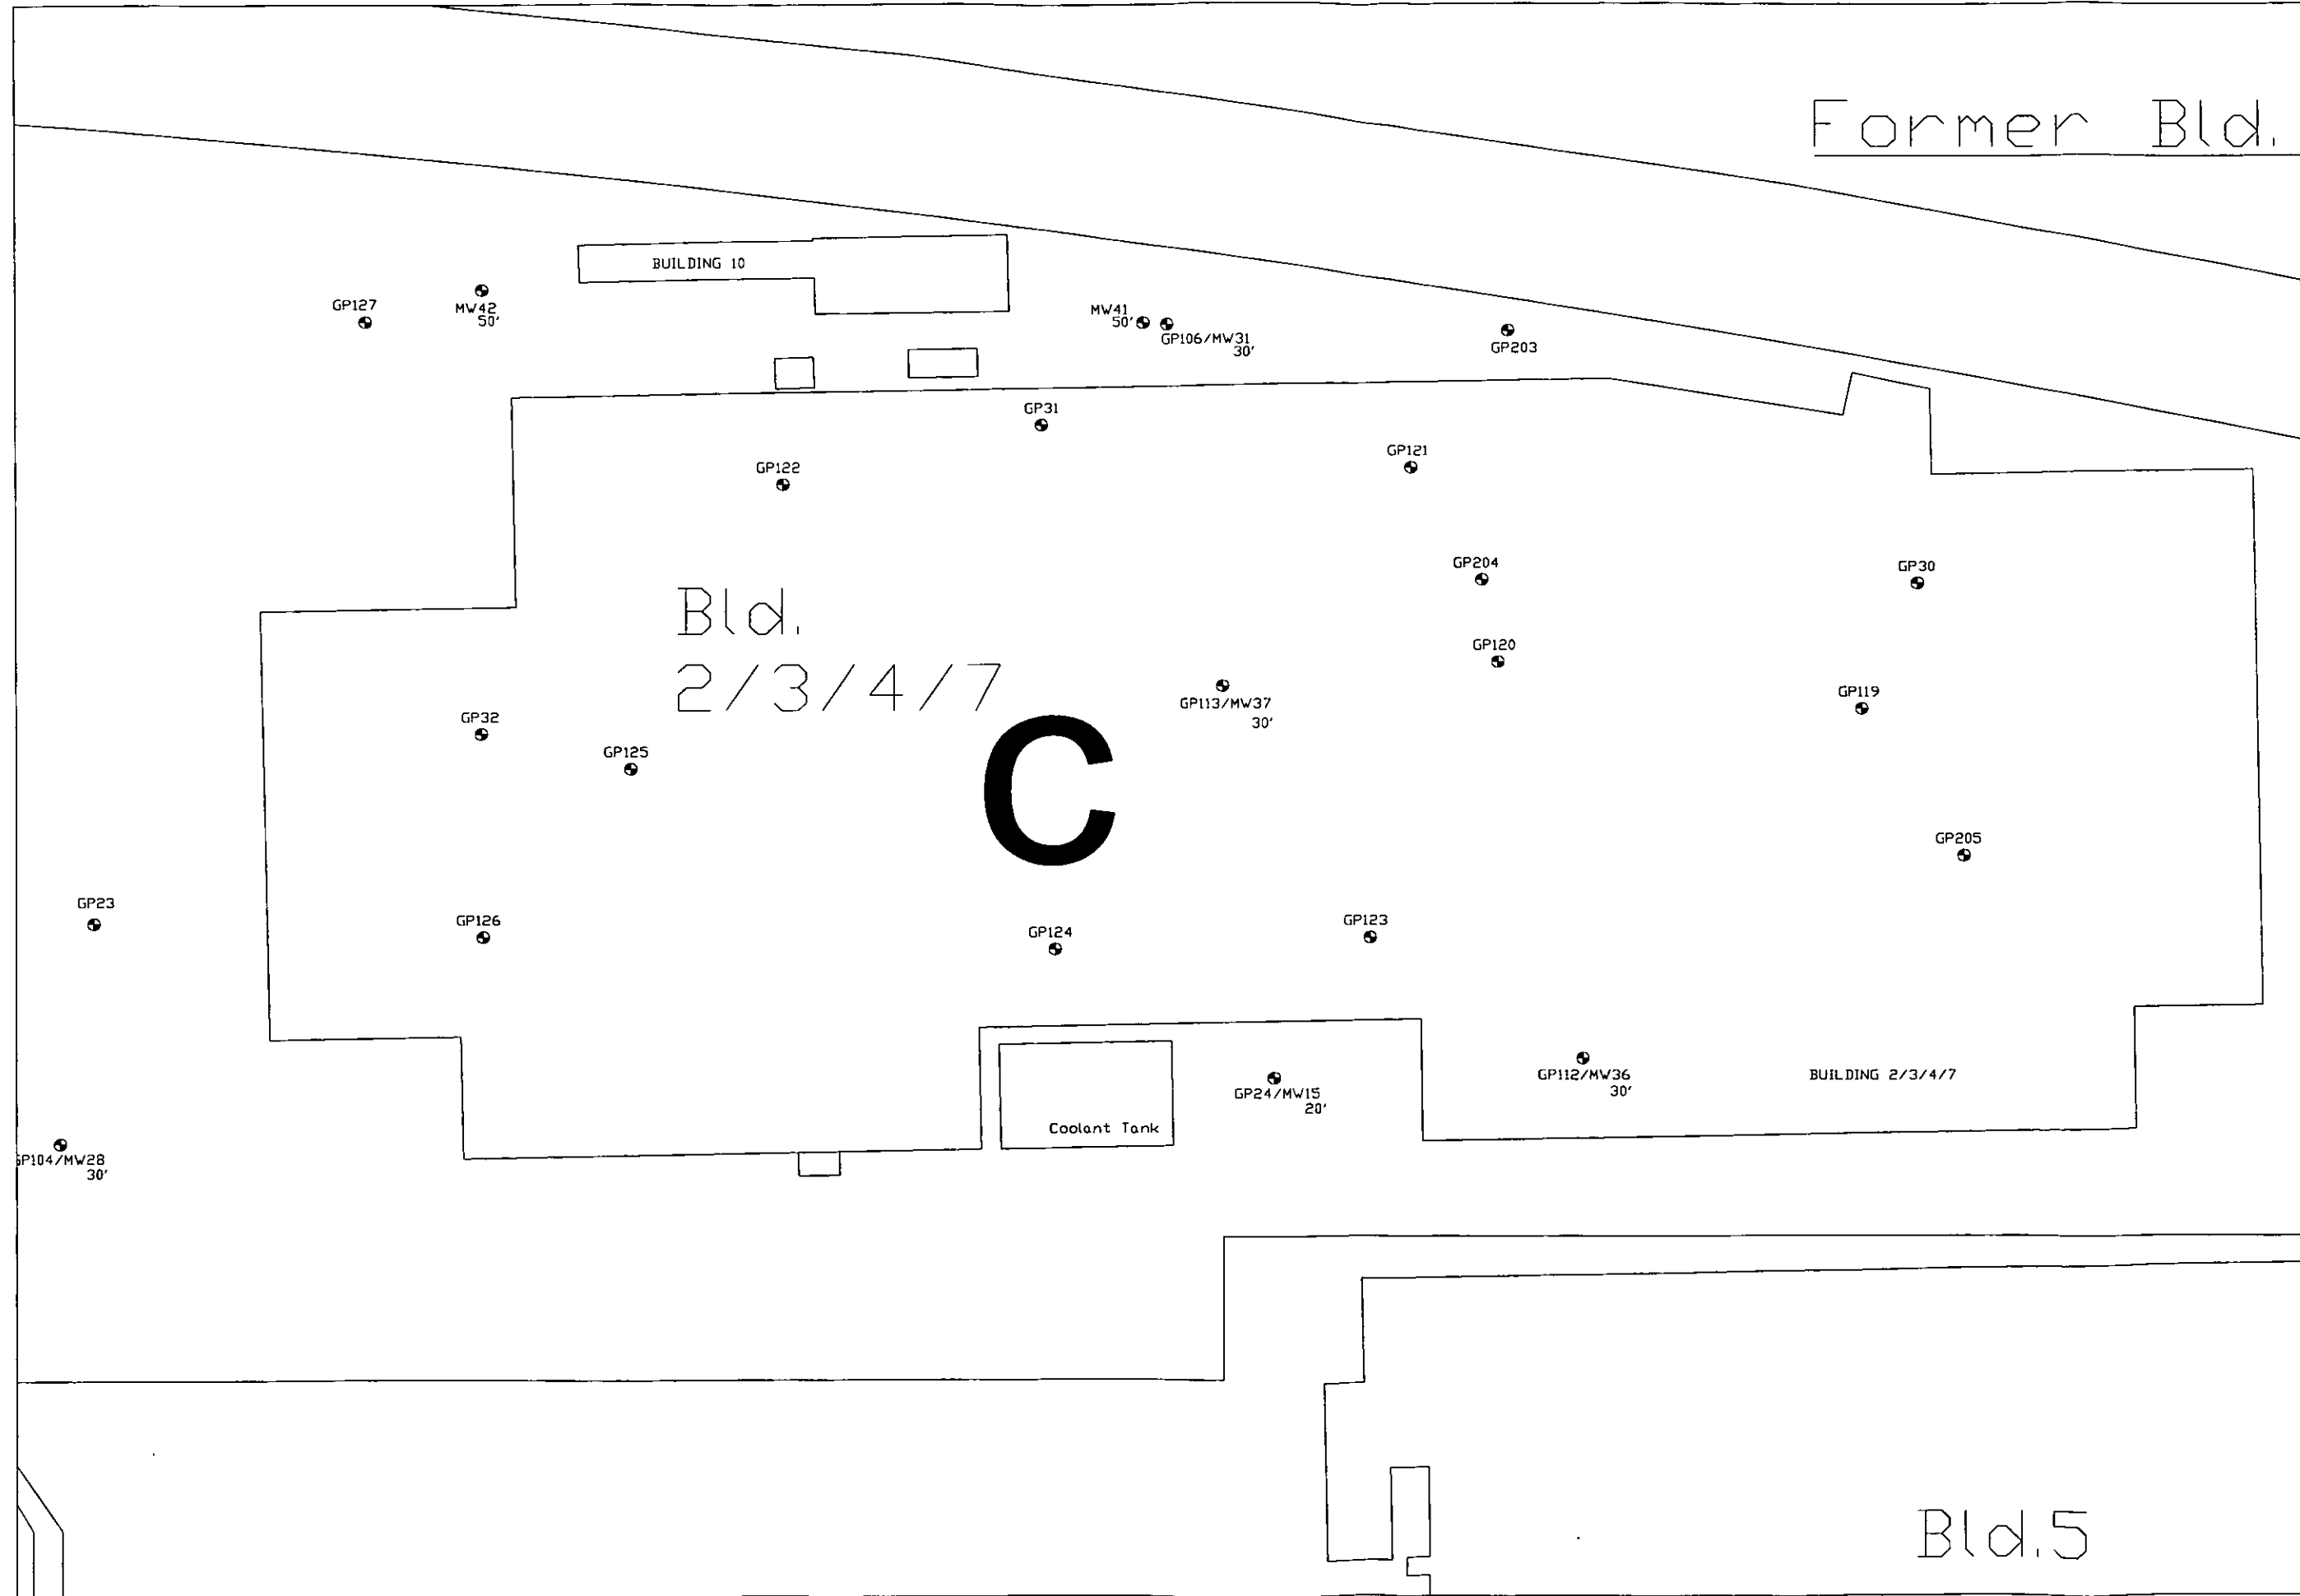 Former Bld.
BUILDING 10
GP127
MW42
50'
MW41
50'
GP106/MW31
30'
GP203
GP31
GP122
GP121
GP204
GP30
Bld.
2/3/4/7
GP120
GP113/MW37
30'
GP119
GP32
GP125
C
GP205
GP23
GP126
GP124
GP123
GP112/MW36
30'
BUILDING 2/3/4/7
GP24/MW15
20'
Coolant Tank
GP104/MW28
30'
Bld.5